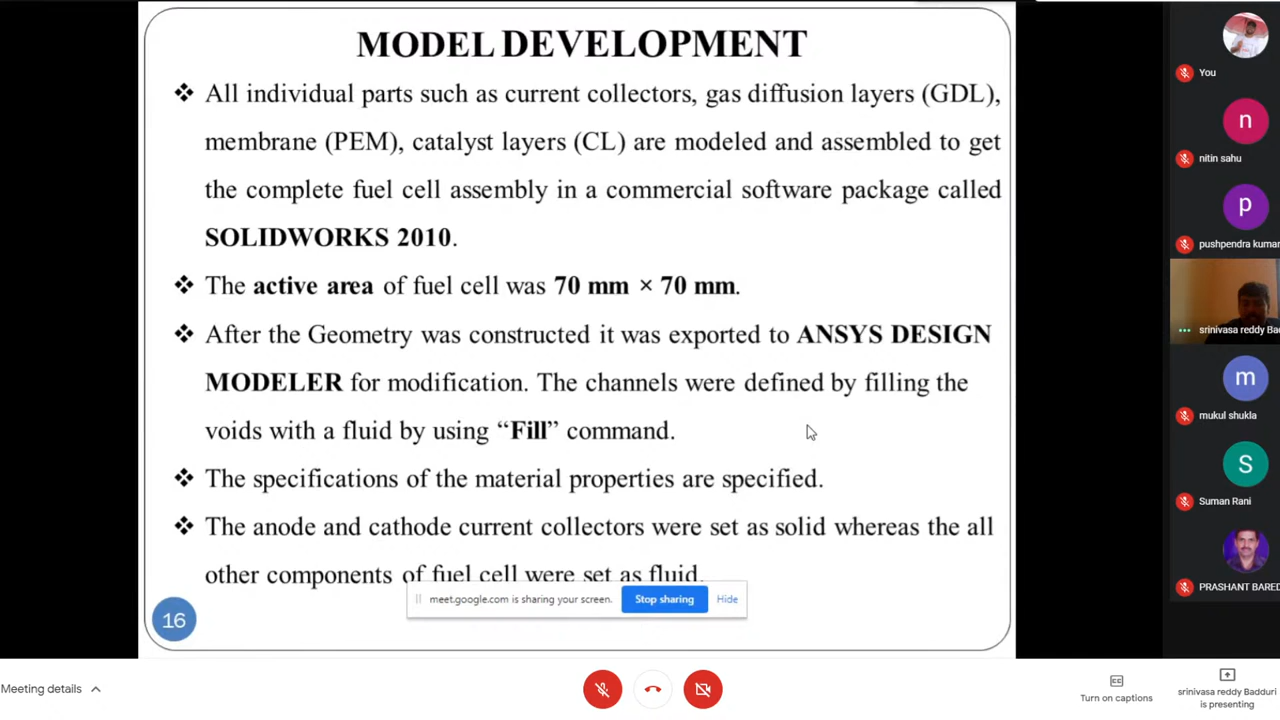 MODEL DEVELOPMENT
❖ All individual parts such as current collectors, gas diffusion layers (GDL),
membrane (PEM), catalyst layers (CL) are modeled and assembled to get
the complete fuel cell assembly in a commercial software package called
SOLIDWORKS 2010.
❖ The active area of fuel cell was 70 mm × 70 mm.
❖ After the Geometry was constructed it was exported to ANSYS DESIGN
MODELER for modification. The channels were defined by filling the
voids with a fluid by using “Fill” command.
❖ The specifications of the material properties are specified.
❖ The anode and cathode current collectors were set as solid whereas the all
other components of fuel cell were set as fluid.
meet.google.com is sharing your screen.
Stop sharing
Hide
16
You
n
nitin sahu
p
pushpendra kumar
srinivasa reddy Bad
m
mukul shukla
S
Suman Rani
PRASHANT BARED
Meeting details
CC
Turn on captions
srinivasa reddy Badduri
is presenting